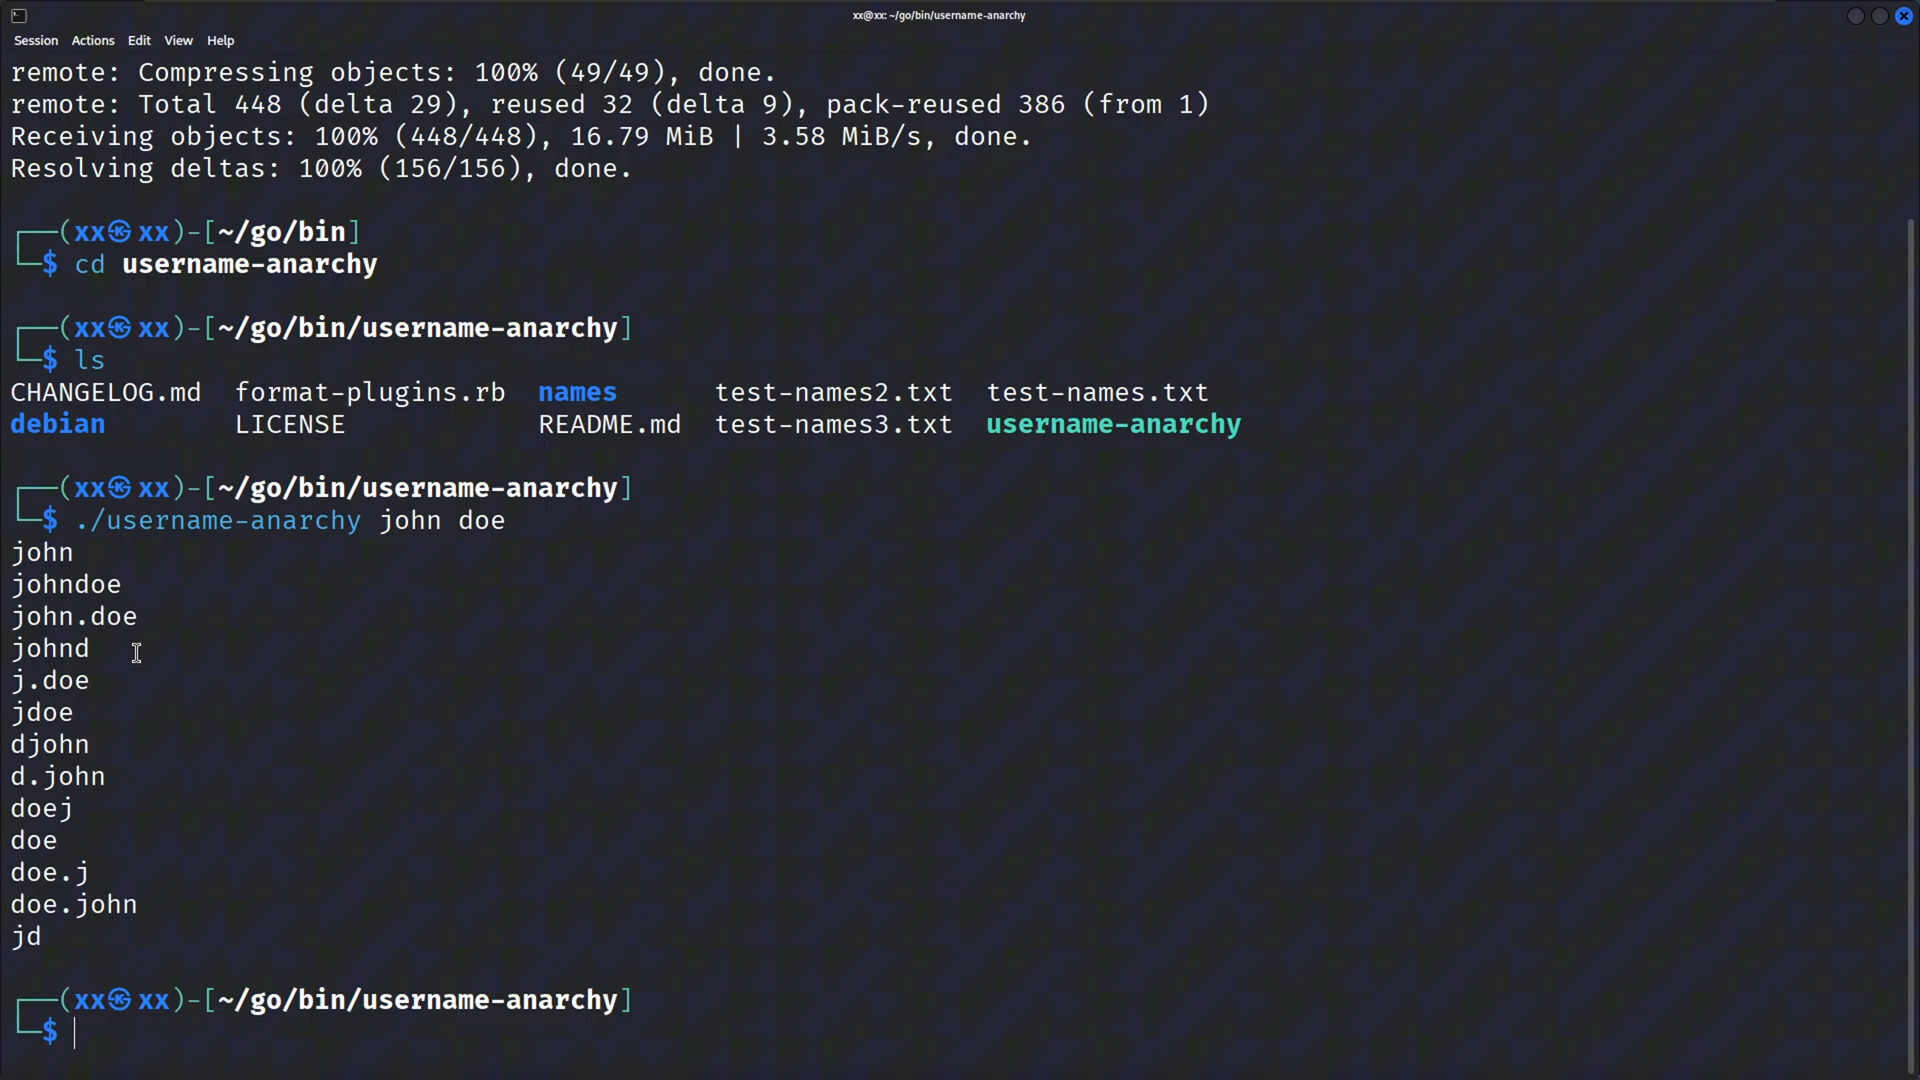 xx@xx: ~/go/bin/username-anarchy
Session Actions Edit View Help
remote: Compressing objects: 100% (49/49), done.
remote: Total 448 (delta 29), reused 32 (delta 9), pack-reused 386 (from 1)
Receiving objects: 100% (448/448), 16.79 MiB | 3.58 MiB/s, done.
Resolving deltas: 100% (156/156), done.
┌──(xx㉿xx)-[~/go/bin]
└─$ cd username-anarchy
┌──(xx㉿xx)-[~/go/bin/username-anarchy]
└─$ ls
CHANGELOG.md format-plugins.rb names test-names2.txt test-names.txt
debian LICENSE README.md test-names3.txt username-anarchy
┌──(xx㉿xx)-[~/go/bin/username-anarchy]
└─$ ./username-anarchy john doe
john
johndoe
john.doe
johnd
j.doe
jdoe
djohn
d.john
doej
doe
doe.j
doe.john
jd
┌──(xx㉿xx)-[~/go/bin/username-anarchy]
└─$